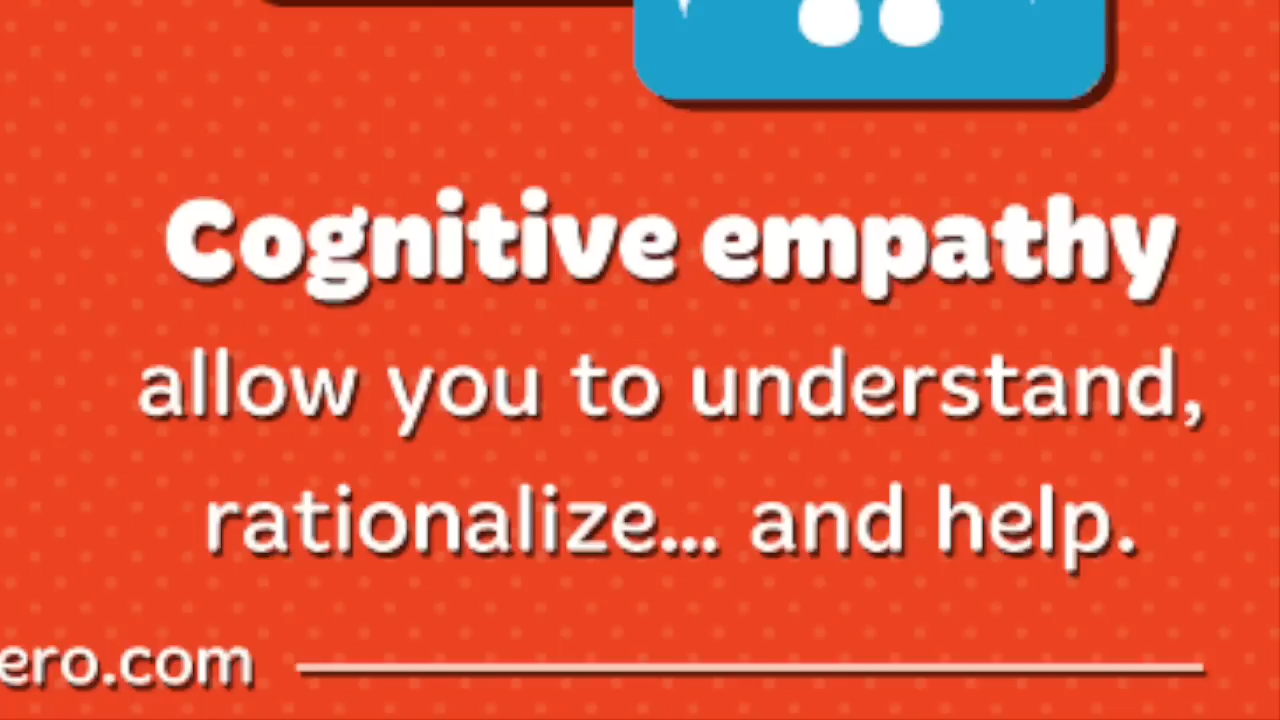 Cognitive empathy
allow you to understand,
rationalize... and help.
ero.com